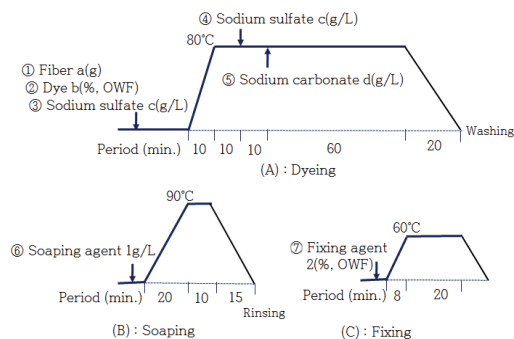 ④ Sodium sulfate c(g/L)
80℃
① Fiber a(g)
② Dye b(%, OWF)
③ Sodium sulfate c(g/L)
⑤ Sodium carbonate d(g/L)
Washing
Period (min.) 10 10 10 60 20
(A) : Dyeing
90℃
⑥ Soaping agent 1g/L
Period (min.) 20 10 15
Rinsing
(B) : Soaping
60℃
⑦ Fixing agent
2(%, OWF)
Period (min.) 8 20
(C) : Fixing